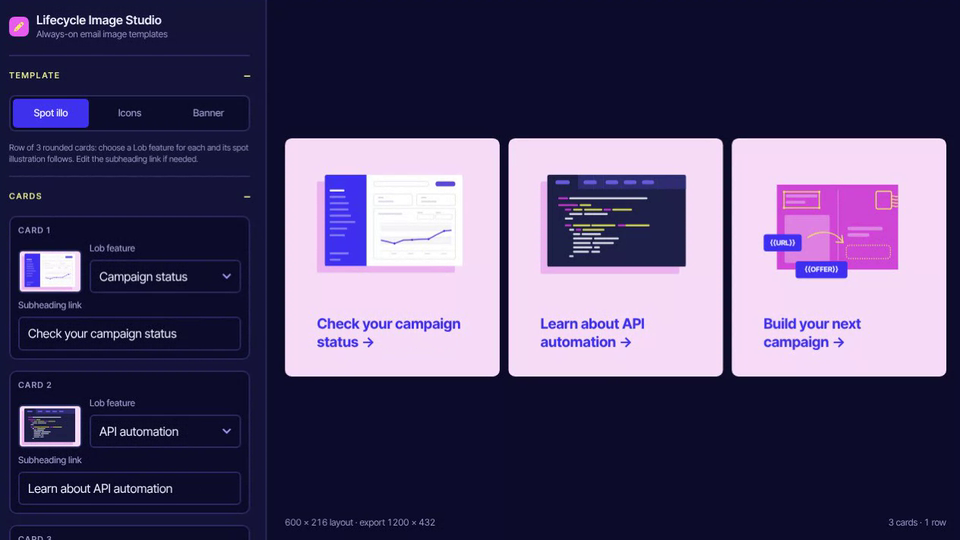 Lifecycle Image Studio
Always-on email image templates
TEMPLATE
Spot illo
Icons
Banner
Row of 3 rounded cards: choose a Lob feature for each and its spot
illustration follows. Edit the subheading link if needed.
CARDS
CARD 1
Lob feature
Campaign status
Subheading link
Check your campaign status
CARD 2
Lob feature
API automation
Subheading link
Learn about API automation
CARD 3
Check your campaign
status →
Learn about API
automation →
{{URL}}
{{OFFER}}
Build your next
campaign →
600 × 216 layout · export 1200 × 432
3 cards · 1 row